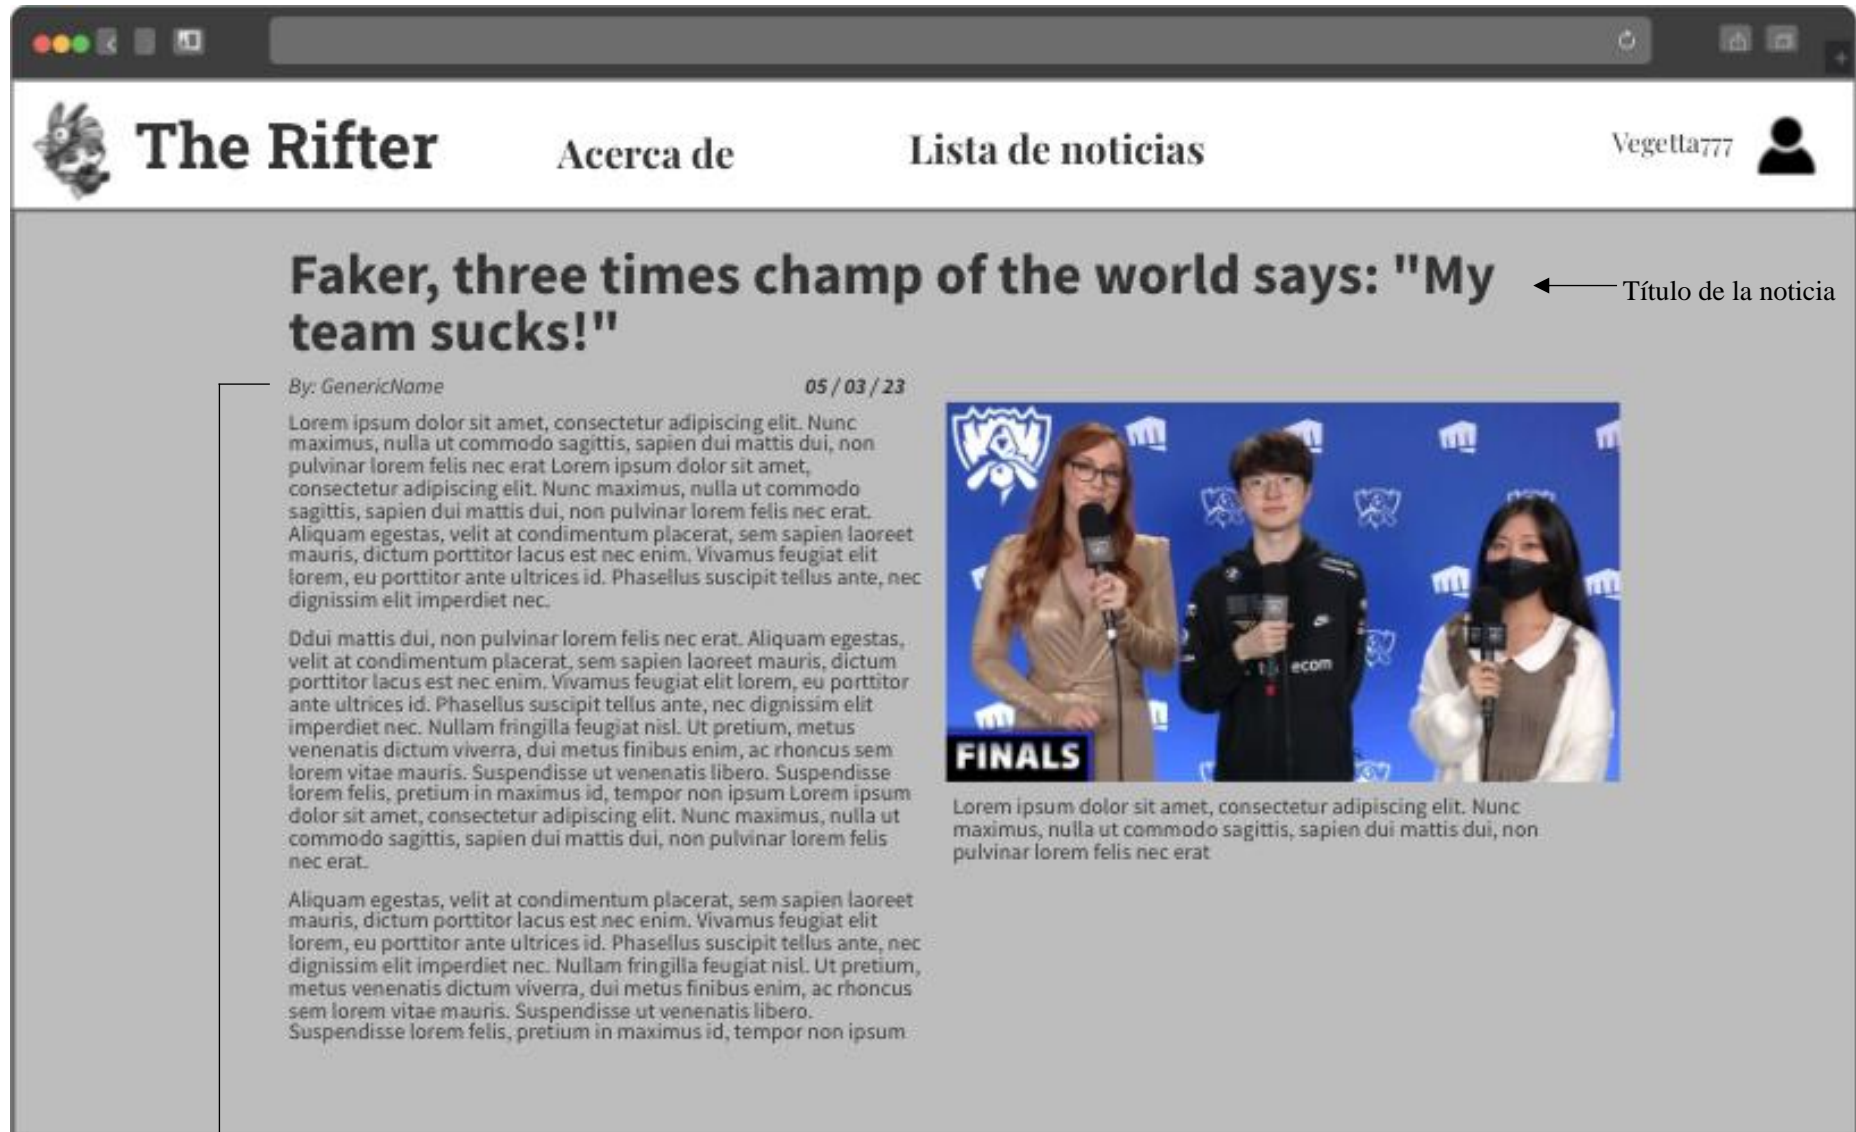 The Rifter
Acerca de
Lista de noticias
Vegetta777
Faker, three times champ of the world says: "My
team sucks!"
Título de la noticia
By: GenericName
05 / 03 / 23
Lorem ipsum dolor sit amet, consectetur adipiscing elit. Nunc
maximus, nulla ut commodo sagittis, sapien dui mattis dui, non
pulvinar lorem felis nec erat Lorem ipsum dolor sit amet,
consectetur adipiscing elit. Nunc maximus, nulla ut commodo
sagittis, sapien dui mattis dui, non pulvinar lorem felis nec erat.
Aliquam egestas, velit at condimentum placerat, sem sapien laoreet
mauris, dictum porttitor lacus est nec enim. Vivamus feugiat elit
lorem, eu porttitor ante ultrices id. Phasellus suscipit tellus ante, nec
dignissim elit imperdiet nec.
Ddui mattis dui, non pulvinar lorem felis nec erat. Aliquam egestas,
velit at condimentum placerat, sem sapien laoreet mauris, dictum
porttitor lacus est nec enim. Vivamus feugiat elit lorem, eu porttitor
ante ultrices id. Phasellus suscipit tellus ante, nec dignissim elit
imperdiet nec. Nullam fringilla feugiat nisl. Ut pretium, metus
venenatis dictum viverra, dui metus finibus enim, ac rhoncus sem
lorem vitae mauris. Suspendisse ut venenatis libero. Suspendisse
lorem felis, pretium in maximus id, tempor non ipsum Lorem ipsum
dolor sit amet, consectetur adipiscing elit. Nunc maximus, nulla ut
commodo sagittis, sapien dui mattis dui, non pulvinar lorem felis
nec erat.
Aliquam egestas, velit at condimentum placerat, sem sapien laoreet
mauris, dictum porttitor lacus est nec enim. Vivamus feugiat elit
lorem, eu porttitor ante ultrices id. Phasellus suscipit tellus ante, nec
dignissim elit imperdiet nec. Nullam fringilla feugiat nisl. Ut pretium,
metus venenatis dictum viverra, dui metus finibus enim, ac rhoncus
sem lorem vitae mauris. Suspendisse ut venenatis libero.
Suspendisse lorem felis, pretium in maximus id, tempor non ipsum
ecom
FINALS
Lorem ipsum dolor sit amet, consectetur adipiscing elit. Nunc
maximus, nulla ut commodo sagittis, sapien dui mattis dui, non
pulvinar lorem felis nec erat